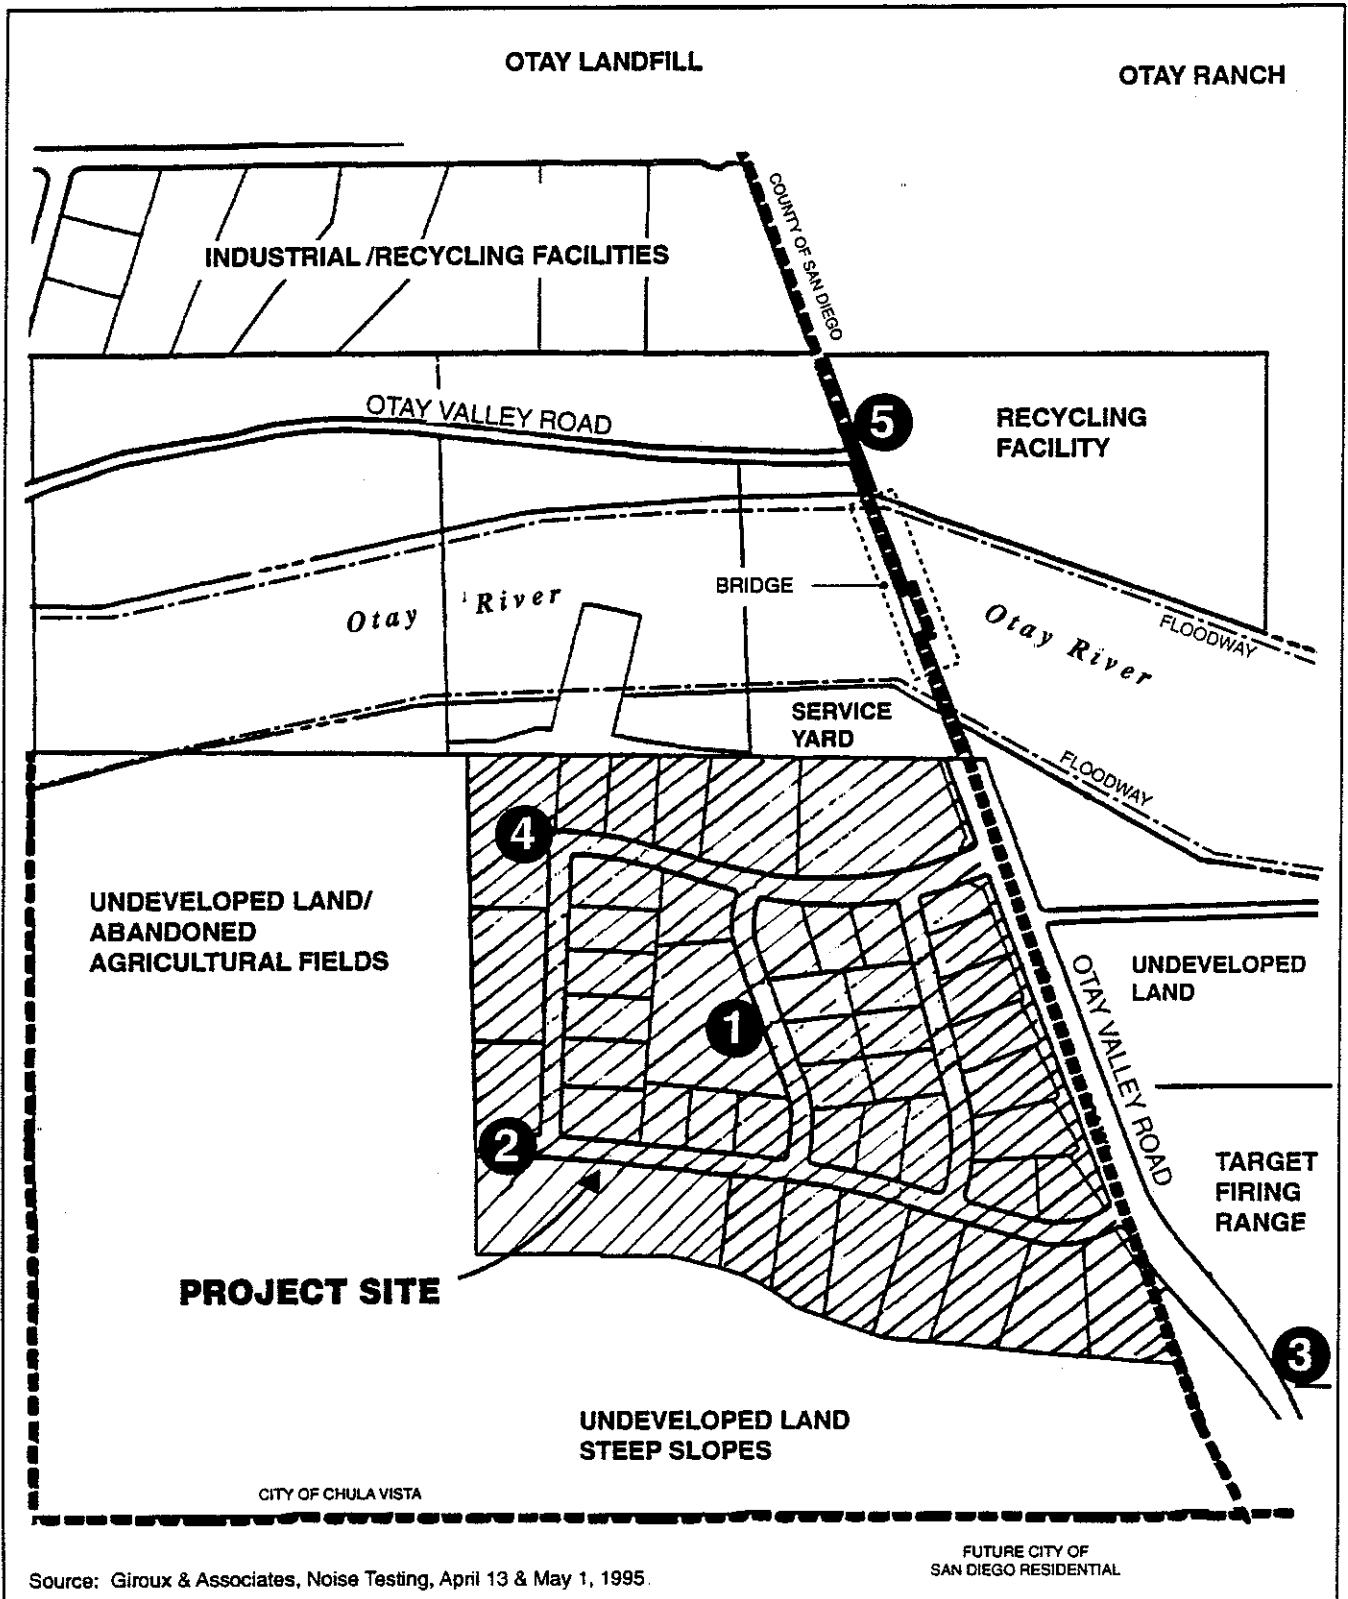 OTAY LANDFILL
OTAY RANCH
COUNTY OF SAN DIEGO
INDUSTRIAL /RECYCLING FACILITIES
OTAY VALLEY ROAD
5
RECYCLING
FACILITY
BRIDGE
Otay River
Otay River
FLOODWAY
SERVICE
YARD
FLOODWAY
4
UNDEVELOPED LAND/
ABANDONED
AGRICULTURAL FIELDS
UNDEVELOPED
LAND
OTAY VALLEY ROAD
1
2
TARGET
FIRING
RANGE
PROJECT SITE
3
UNDEVELOPED LAND
STEEP SLOPES
CITY OF CHULA VISTA
FUTURE CITY OF
SAN DIEGO RESIDENTIAL
Source: Giroux & Associates, Noise Testing, April 13 & May 1, 1995.